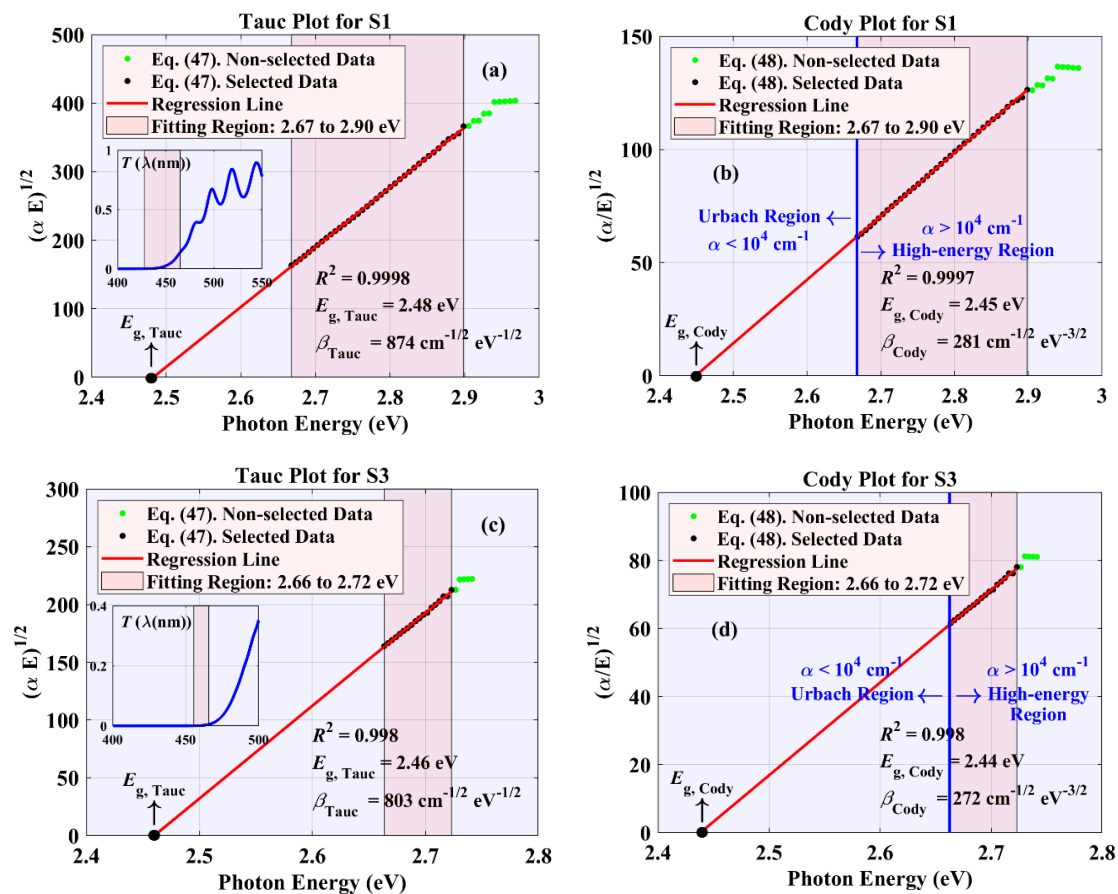 Tauc Plot for S1
(α E)^1/2
500
400
300
200
100
0
Eq. (47). Non-selected Data
Eq. (47). Selected Data
Regression Line
Fitting Region: 2.67 to 2.90 eV
(a)
T (λ(nm))
1
0.5
0
400 450 500 550
R² = 0.9998
E_g, Tauc = 2.48 eV
β_Tauc = 874 cm^-1/2 eV^-1/2
E_g, Tauc
2.4 2.5 2.6 2.7 2.8 2.9 3
Photon Energy (eV)
Cody Plot for S1
(α/E)^1/2
150
100
50
0
Eq. (48). Non-selected Data
Eq. (48). Selected Data
Regression Line
Fitting Region: 2.67 to 2.90 eV
(b)
Urbach Region ←
α < 10⁴ cm⁻¹
α > 10⁴ cm⁻¹
→ High-energy Region
R² = 0.9997
E_g, Cody = 2.45 eV
β_Cody = 281 cm^-1/2 eV^-3/2
E_g, Cody
2.4 2.5 2.6 2.7 2.8 2.9 3
Photon Energy (eV)
Tauc Plot for S3
(α E)^1/2
300
250
200
150
100
50
0
Eq. (47). Non-selected Data
Eq. (47). Selected Data
Regression Line
Fitting Region: 2.66 to 2.72 eV
(c)
T (λ(nm))
0.4
0.2
0
400 450 500
R² = 0.998
E_g, Tauc = 2.46 eV
β_Tauc = 803 cm^-1/2 eV^-1/2
E_g, Tauc
2.4 2.5 2.6 2.7 2.8
Photon Energy (eV)
Cody Plot for S3
(α/E)^1/2
100
80
60
40
20
0
Eq. (48). Non-selected Data
Eq. (48). Selected Data
Regression Line
Fitting Region: 2.66 to 2.72 eV
(d)
α < 10⁴ cm⁻¹
Urbach Region ←
α > 10⁴ cm⁻¹
→ High-energy
Region
R² = 0.998
E_g, Cody = 2.44 eV
β_Cody = 272 cm^-1/2 eV^-3/2
E_g, Cody
2.4 2.5 2.6 2.7 2.8
Photon Energy (eV)